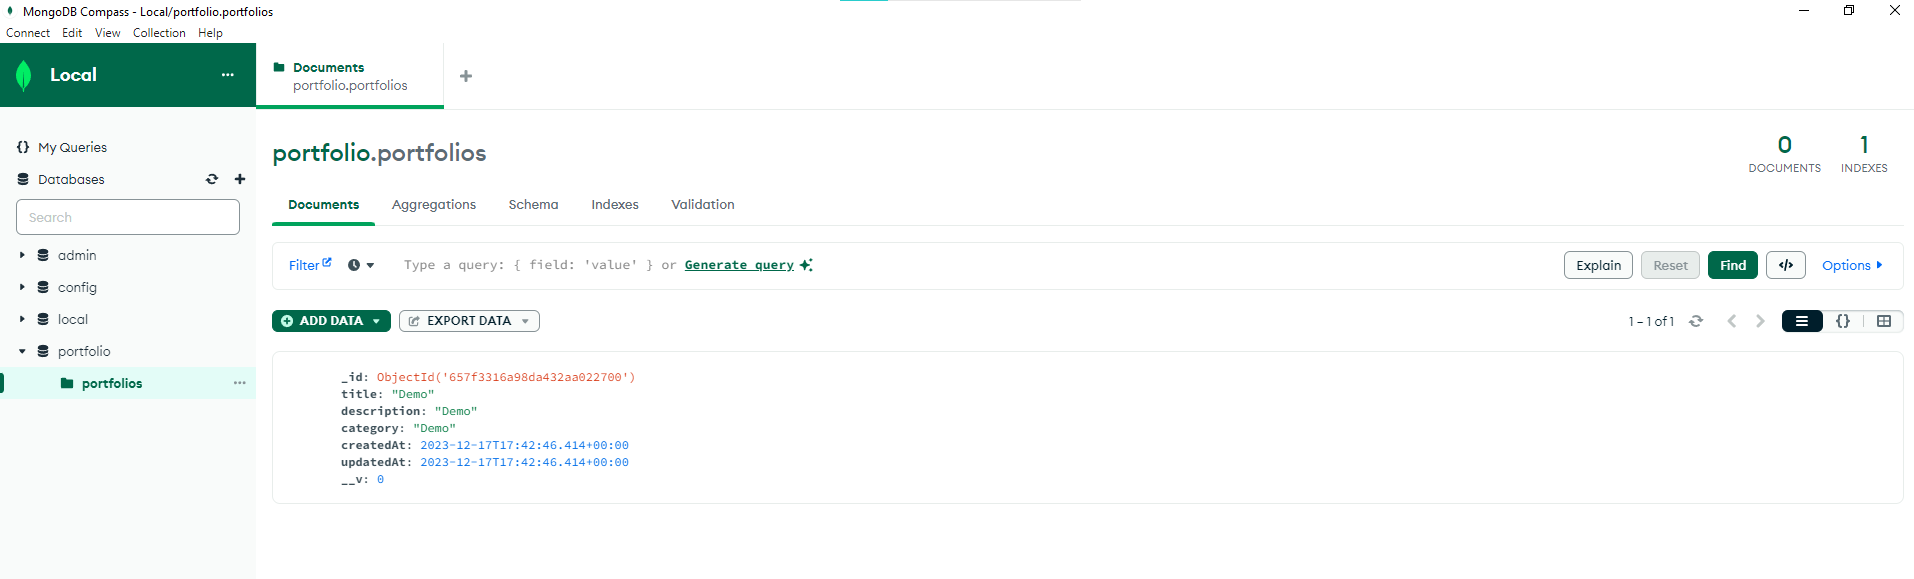 MongoDB Compass - Local/portfolio.portfolios
Connect Edit View Collection Help
Local
Documents
portfolio.portfolios
My Queries
Databases
Search
admin
config
local
portfolio
portfolios
portfolio.portfolios
0
DOCUMENTS
1
INDEXES
Documents Aggregations Schema Indexes Validation
Filter Type a query: { field: 'value' } or Generate query Explain Reset Find </> Options
ADD DATA EXPORT DATA 1 – 1 of 1 {}
_id: ObjectId('657f3316a98da432aa022700')
title: "Demo"
description: "Demo"
category: "Demo"
createdAt: 2023-12-17T17:42:46.414+00:00
updatedAt: 2023-12-17T17:42:46.414+00:00
__v: 0